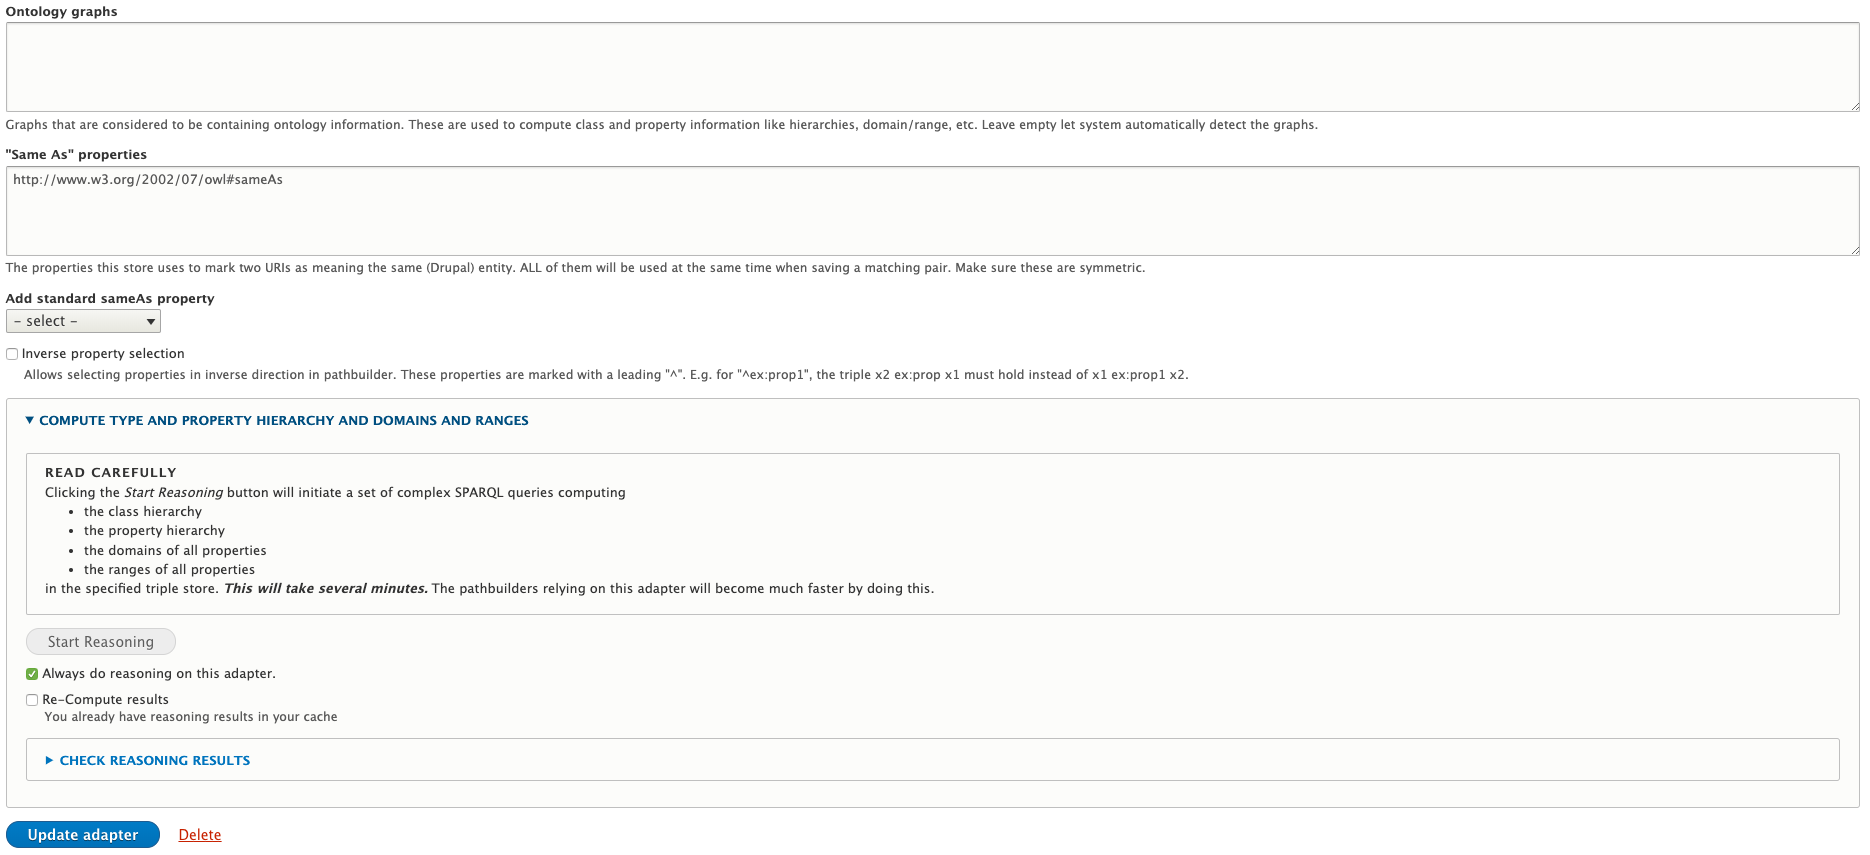 Ontology graphs
Graphs that are considered to be containing ontology information. These are used to compute class and property information like hierarchies, domain/range, etc. Leave empty let system automatically detect the graphs.
"Same As" properties
http://www.w3.org/2002/07/owl#sameAs
The properties this store uses to mark two URIs as meaning the same (Drupal) entity. ALL of them will be used at the same time when saving a matching pair. Make sure these are symmetric.
Add standard sameAs property
- select -
Inverse property selection
Allows selecting properties in inverse direction in pathbuilder. These properties are marked with a leading "^". E.g. for "^ex:prop1", the triple x2 ex:prop x1 must hold instead of x1 ex:prop1 x2.
COMPUTE TYPE AND PROPERTY HIERARCHY AND DOMAINS AND RANGES
READ CAREFULLY
Clicking the Start Reasoning button will initiate a set of complex SPARQL queries computing
• the class hierarchy
• the property hierarchy
• the domains of all properties
• the ranges of all properties
in the specified triple store. This will take several minutes. The pathbuilders relying on this adapter will become much faster by doing this.
Start Reasoning
Always do reasoning on this adapter.
Re-Compute results
You already have reasoning results in your cache
CHECK REASONING RESULTS
Update adapter Delete